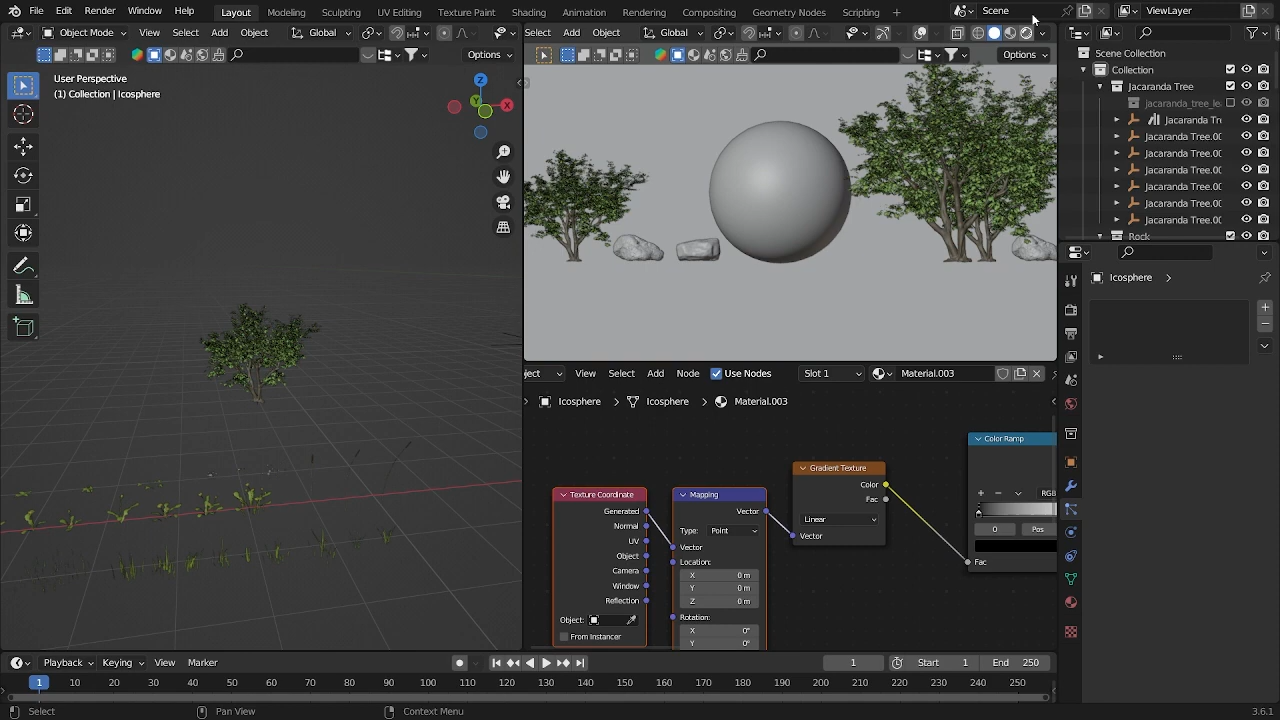 File Edit Render Window Help Layout Modeling Sculpting UV Editing Texture Paint Shading Animation Rendering Compositing Geometry Nodes Scripting + Scene ViewLayer
Object Mode View Select Add Object Global
Select Add Object Global
Options
Options
User Perspective
(1) Collection | Icosphere
Z
Y
X
Scene Collection
Collection
Jacaranda Tree
Jacaranda_tree_le
Jacaranda Tr
Jacaranda Tree.00
Jacaranda Tree.00
Jacaranda Tree.00
Jacaranda Tree.00
Jacaranda Tree.00
Jacaranda Tree.00
Rock
Icosphere
ject View Select Add Node Use Nodes Slot 1 Material.003
Icosphere > Icosphere > Material.003
Texture Coordinate
Generated
Normal
UV
Object
Camera
Window
Reflection
Object:
From Instancer
Mapping
Vector
Type: Point
Vector
Location:
X 0 m
Y 0 m
Z 0 m
Rotation:
X 0°
Y 0°
Gradient Texture
Color
Fac
Linear
Vector
Color Ramp
+ − RGB
0 Pos
Fac
Playback Keying View Marker 1 Start 1 End 250
1 10 20 30 40 50 60 70 80 90 100 110 120 130 140 150 160 170 180 190 200 210 220 230 240 250
Select Pan View Context Menu 3.6.1